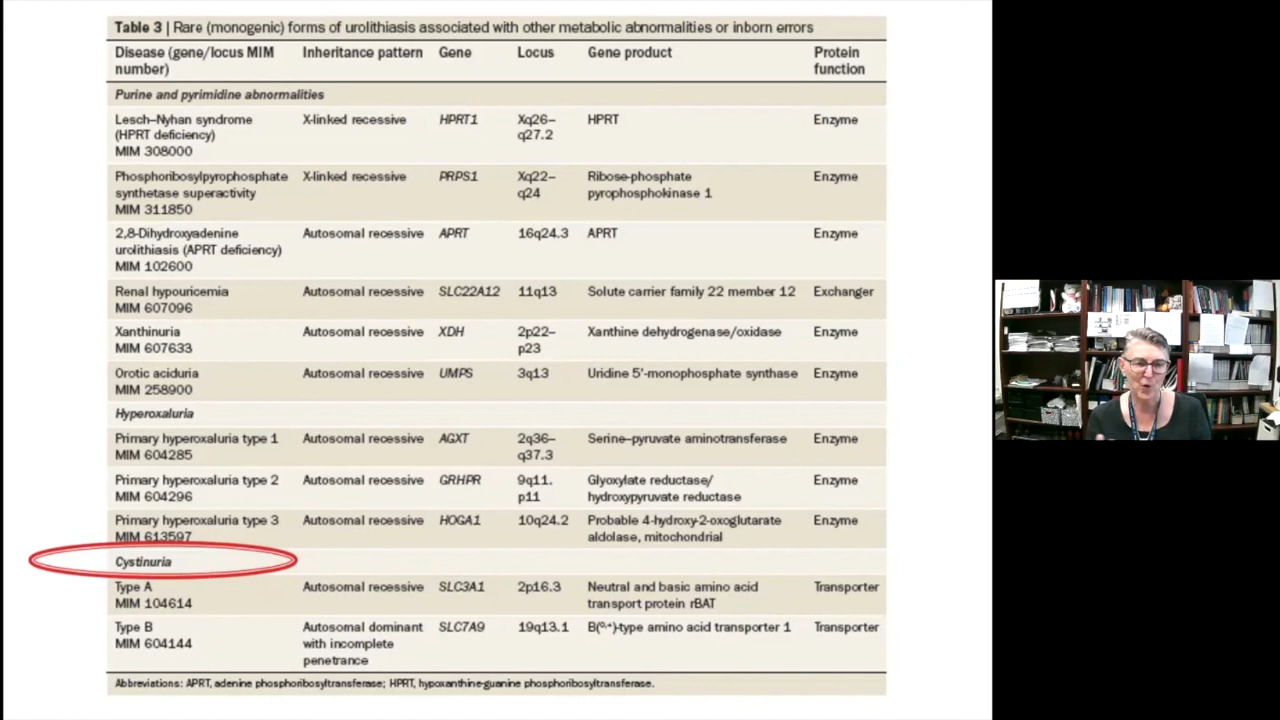 Table 3 | Rare (monogenic) forms of urolithiasis associated with other metabolic abnormalities or inborn errors
Disease (gene/locus MIM number) Inheritance pattern Gene Locus Gene product Protein function
Purine and pyrimidine abnormalities
Lesch–Nyhan syndrome (HPRT deficiency) MIM 308000 X-linked recessive HPRT1 Xq26–q27.2 HPRT Enzyme
Phosphoribosylpyrophosphate synthetase superactivity MIM 311850 X-linked recessive PRPS1 Xq22–q24 Ribose-phosphate pyrophosphokinase 1 Enzyme
2,8-Dihydroxyadenine urolithiasis (APRT deficiency) MIM 102600 Autosomal recessive APRT 16q24.3 APRT Enzyme
Renal hypouricemia MIM 607096 Autosomal recessive SLC22A12 11q13 Solute carrier family 22 member 12 Exchanger
Xanthinuria MIM 607633 Autosomal recessive XDH 2p22–p23 Xanthine dehydrogenase/oxidase Enzyme
Orotic aciduria MIM 258900 Autosomal recessive UMPS 3q13 Uridine 5'-monophosphate synthase Enzyme
Hyperoxaluria
Primary hyperoxaluria type 1 MIM 604285 Autosomal recessive AGXT 2q36–q37.3 Serine–pyruvate aminotransferase Enzyme
Primary hyperoxaluria type 2 MIM 604296 Autosomal recessive GRHPR 9q11.p11 Glyoxylate reductase/hydroxypyruvate reductase Enzyme
Primary hyperoxaluria type 3 MIM 613597 Autosomal recessive HOGA1 10q24.2 Probable 4-hydroxy-2-oxoglutarate aldolase, mitochondrial Enzyme
Cystinuria
Type A MIM 104614 Autosomal recessive SLC3A1 2p16.3 Neutral and basic amino acid transport protein rBAT Transporter
Type B MIM 604144 Autosomal dominant with incomplete penetrance SLC7A9 19q13.1 B(0,+)-type amino acid transporter 1 Transporter
Abbreviations: APRT, adenine phosphoribosyltransferase; HPRT, hypoxanthine-guanine phosphoribosyltransferase.